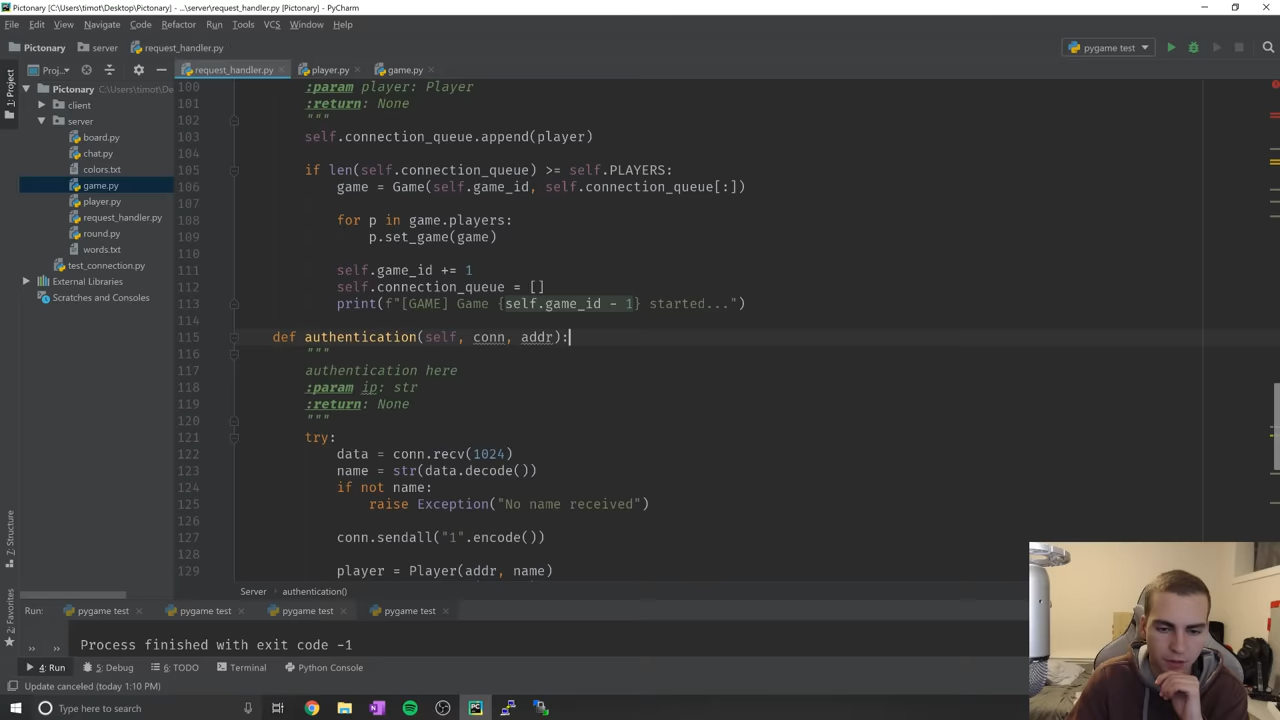 Pictonary [C:\Users\timot\Desktop\Pictonary] - ...\server\request_handler.py [Pictonary] - PyCharm
File Edit View Navigate Code Refactor Run Tools VCS Window Help
Pictonary server request_handler.py pygame test
1: Project Proj... request_handler.py player.py game.py
Pictonary C:\Users\timot\De
client
server
board.py
chat.py
colors.txt
game.py
player.py
request_handler.py
round.py
words.txt
test_connection.py
External Libraries
Scratches and Consoles
100 :param player: Player
101 :return: None
102 """
103 self.connection_queue.append(player)
104
105 if len(self.connection_queue) >= self.PLAYERS:
106 game = Game(self.game_id, self.connection_queue[:])
107
108 for p in game.players:
109 p.set_game(game)
110
111 self.game_id += 1
112 self.connection_queue = []
113 print(f"[GAME] Game {self.game_id - 1} started...")
114
115 def authentication(self, conn, addr):
116 """
117 authentication here
118 :param ip: str
119 :return: None
120 """
121 try:
122 data = conn.recv(1024)
123 name = str(data.decode())
124 if not name:
125 raise Exception("No name received")
126
127 conn.sendall("1".encode())
128
129 player = Player(addr, name)
Server authentication()
7: Structure
2: Favorites
Run: pygame test pygame test pygame test pygame test
Process finished with exit code -1
4: Run 5: Debug 6: TODO Terminal Python Console
Update canceled (today 1:10 PM)
Type here to search